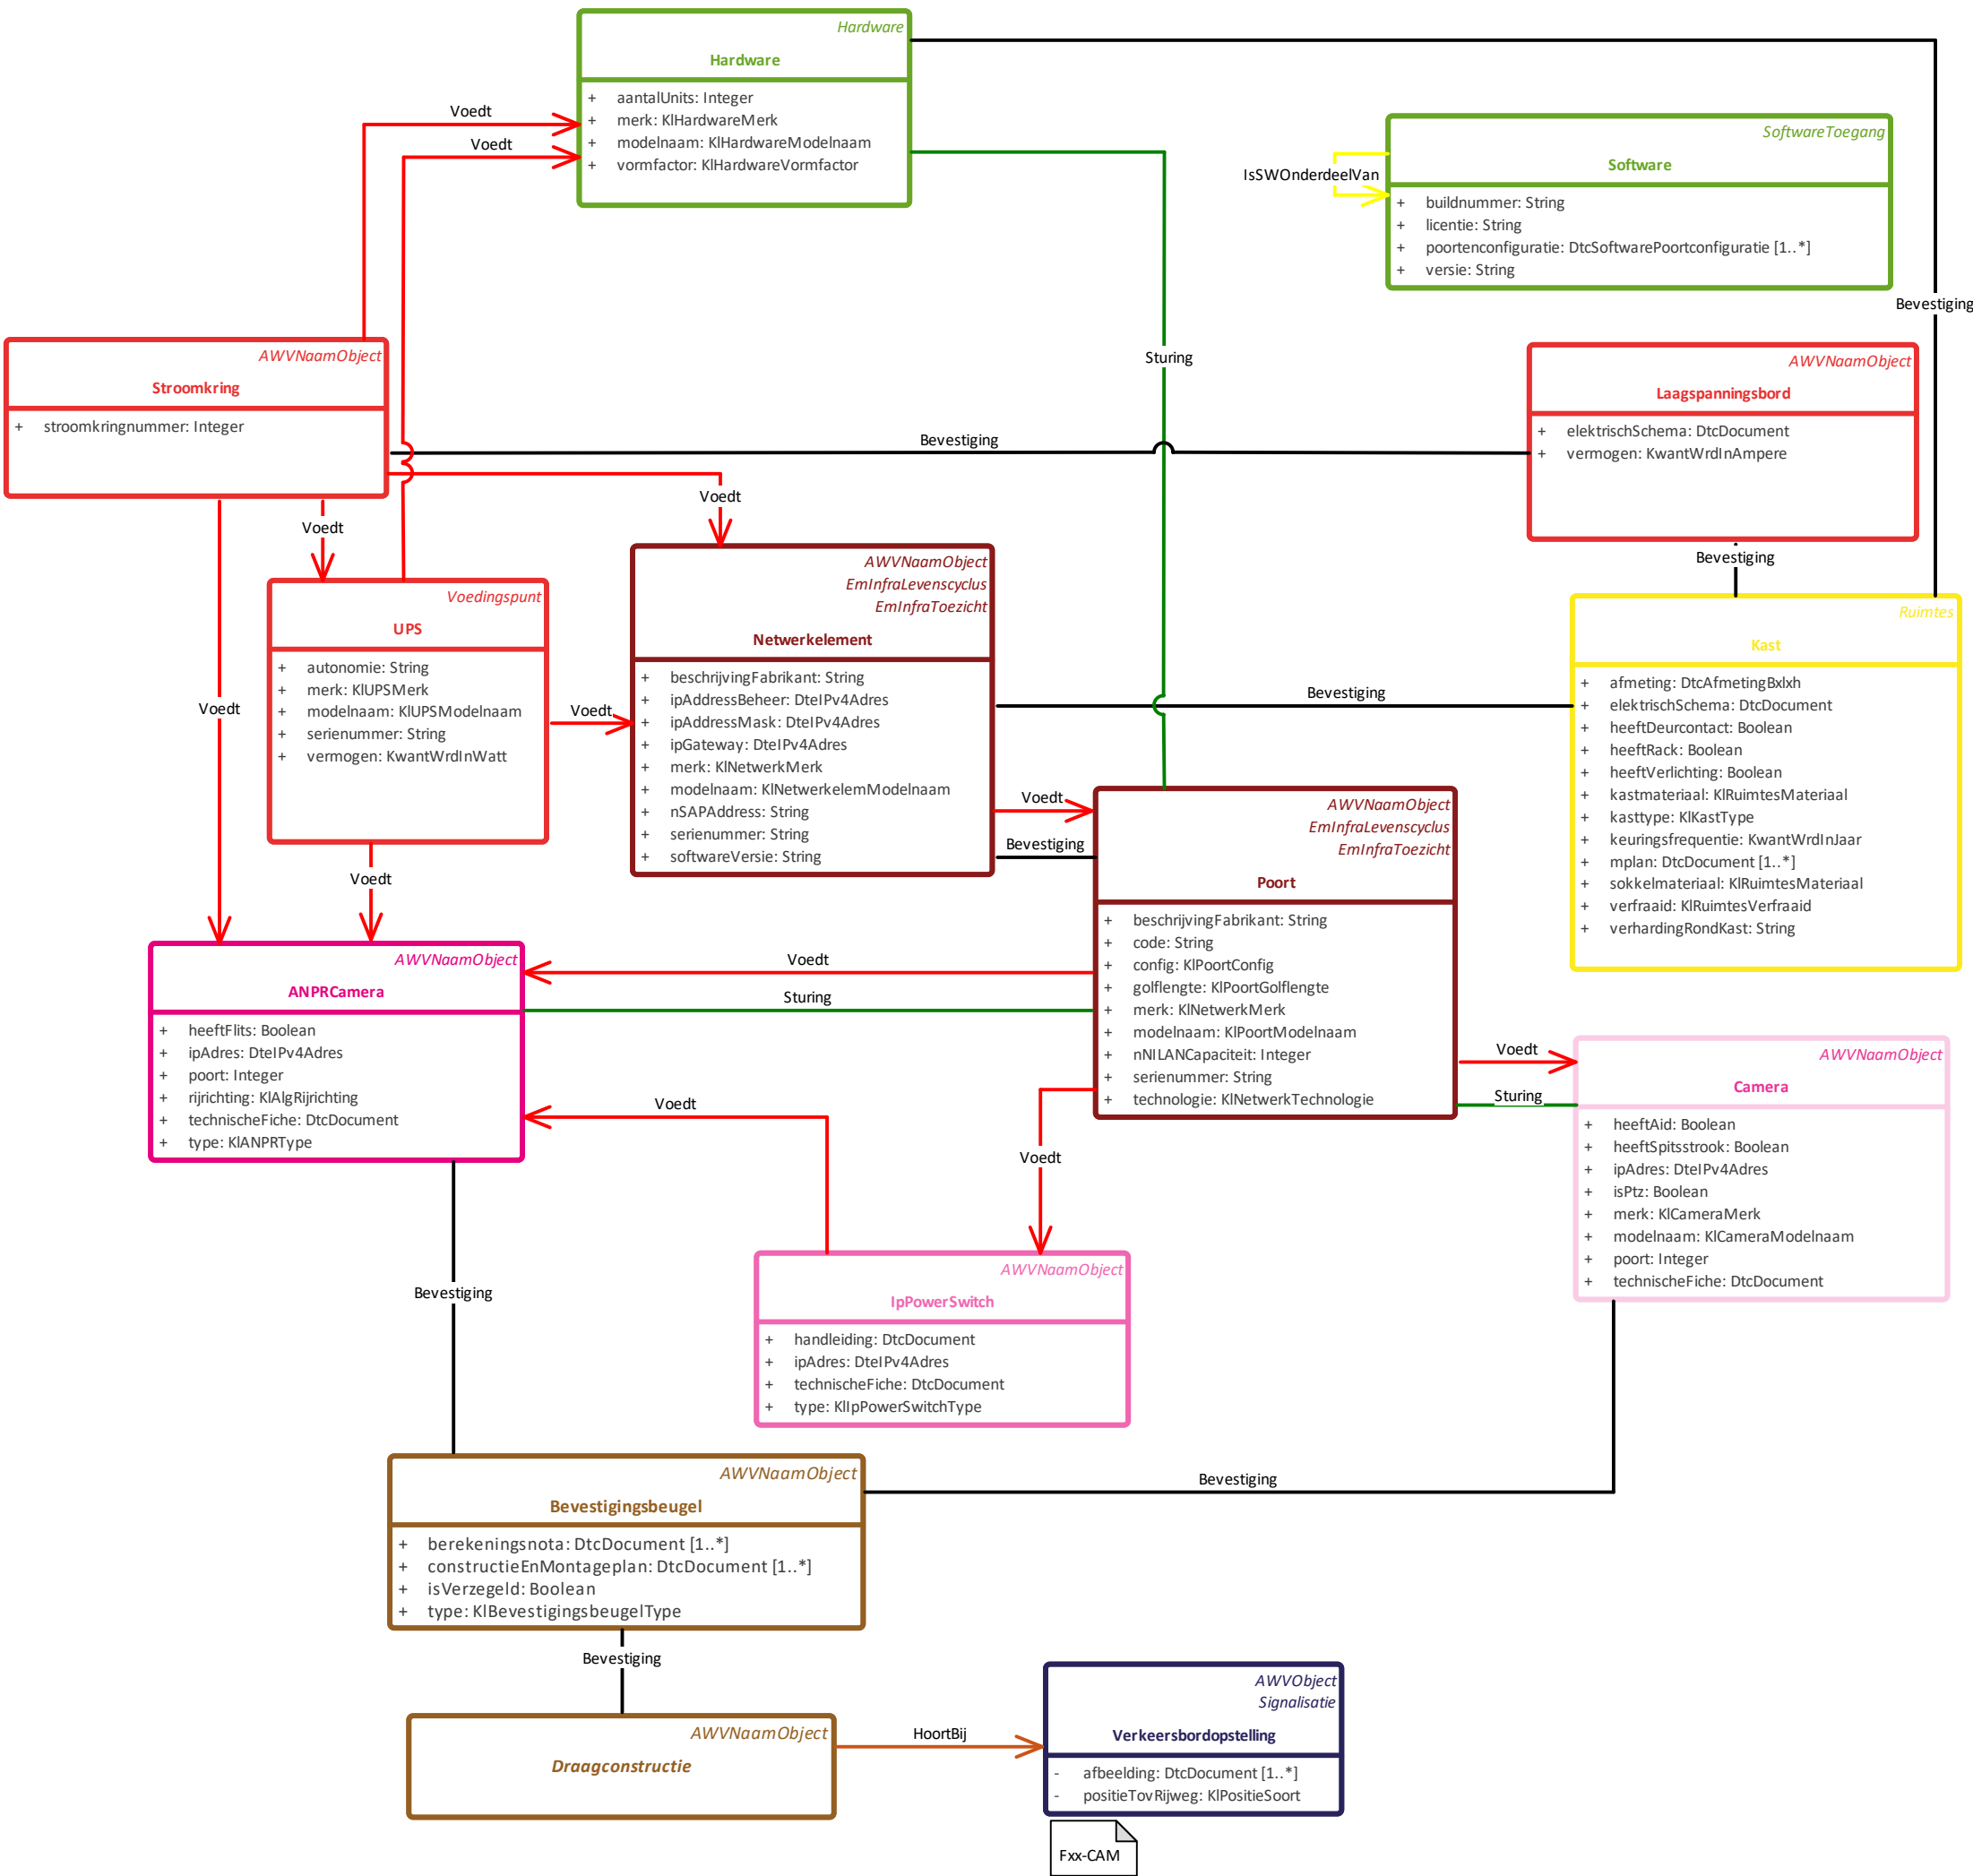 Hardware
Hardware
+ aantalUnits: Integer
+ merk: KlHardwareMerk
+ modelnaam: KlHardwareModelnaam
+ vormfactor: KlHardwareVormfactor
Voedt
Voedt
SoftwareToegang
Software
+ buildnummer: String
+ licentie: String
+ poortenconfiguratie: DtcSoftwarePoortconfiguratie [1..*]
+ versie: String
IsSWOnderdeelVan
Bevestiging
Sturing
AWVNaamObject
Stroomkring
+ stroomkringnummer: Integer
AWVNaamObject
Laagspanningsbord
+ elektrischSchema: DtcDocument
+ vermogen: KwantWrdInAmpere
Bevestiging
Voedt
Voedt
Bevestiging
Voedt
Voedingspunt
UPS
+ autonomie: String
+ merk: KlUPSMerk
+ modelnaam: KlUPSModelnaam
+ serienummer: String
+ vermogen: KwantWrdInWatt
Voedt
AWVNaamObject
EmInfraLevenscyclus
EmInfraToezicht
Netwerkelement
+ beschrijvingFabrikant: String
+ ipAddressBeheer: DteIPv4Adres
+ ipAddressMask: DteIPv4Adres
+ ipGateway: DteIPv4Adres
+ merk: KlNetwerkMerk
+ modelnaam: KlNetwerkelemModelnaam
+ nSAPAddress: String
+ serienummer: String
+ softwareVersie: String
Bevestiging
Ruimtes
Kast
+ afmeting: DtcAfmetingBxlxh
+ elektrischSchema: DtcDocument
+ heeftDeurcontact: Boolean
+ heeftRack: Boolean
+ heeftVerlichting: Boolean
+ kastmateriaal: KlRuimtesMateriaal
+ kasttype: KlKastType
+ keuringsfrequentie: KwantWrdInJaar
+ mplan: DtcDocument [1..*]
+ sokkelmateriaal: KlRuimtesMateriaal
+ verfraaid: KlRuimtesVerfraaid
+ verhardingRondKast: String
Voedt
Bevestiging
Voedt
AWVNaamObject
EmInfraLevenscyclus
EmInfraToezicht
Poort
+ beschrijvingFabrikant: String
+ code: String
+ config: KlPoortConfig
+ golflengte: KlPoortGolflengte
+ merk: KlNetwerkMerk
+ modelnaam: KlPoortModelnaam
+ nNILANCapaciteit: Integer
+ serienummer: String
+ technologie: KlNetwerkTechnologie
AWVNaamObject
ANPRCamera
+ heeftFlits: Boolean
+ ipAdres: DteIPv4Adres
+ poort: Integer
+ rijrichting: KlAlgRijrichting
+ technischeFiche: DtcDocument
+ type: KlANPRType
Voedt
Sturing
Voedt
Voedt
Voedt
Sturing
AWVNaamObject
Camera
+ heeftAid: Boolean
+ heeftSpitsstrook: Boolean
+ ipAdres: DteIPv4Adres
+ isPtz: Boolean
+ merk: KlCameraMerk
+ modelnaam: KlCameraModelnaam
+ poort: Integer
+ technischeFiche: DtcDocument
Bevestiging
AWVNaamObject
IpPowerSwitch
+ handleiding: DtcDocument
+ ipAdres: DteIPv4Adres
+ technischeFiche: DtcDocument
+ type: KlIpPowerSwitchType
Bevestiging
AWVNaamObject
Bevestigingsbeugel
+ berekeningsnota: DtcDocument [1..*]
+ constructieEnMontageplan: DtcDocument [1..*]
+ isVerzegeld: Boolean
+ type: KlBevestigingsbeugelType
Bevestiging
AWVNaamObject
Draagconstructie
HoortBij
AWVObject
Signalisatie
Verkeersbordopstelling
- afbeelding: DtcDocument [1..*]
- positieTovRijweg: KlPositieSoort
Fxx-CAM